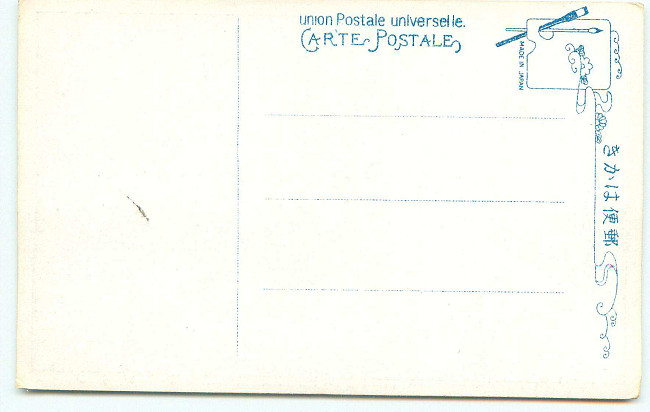 union Postale universelle.
CARTE POSTALE
MADE IN JAPAN
郵便はかき